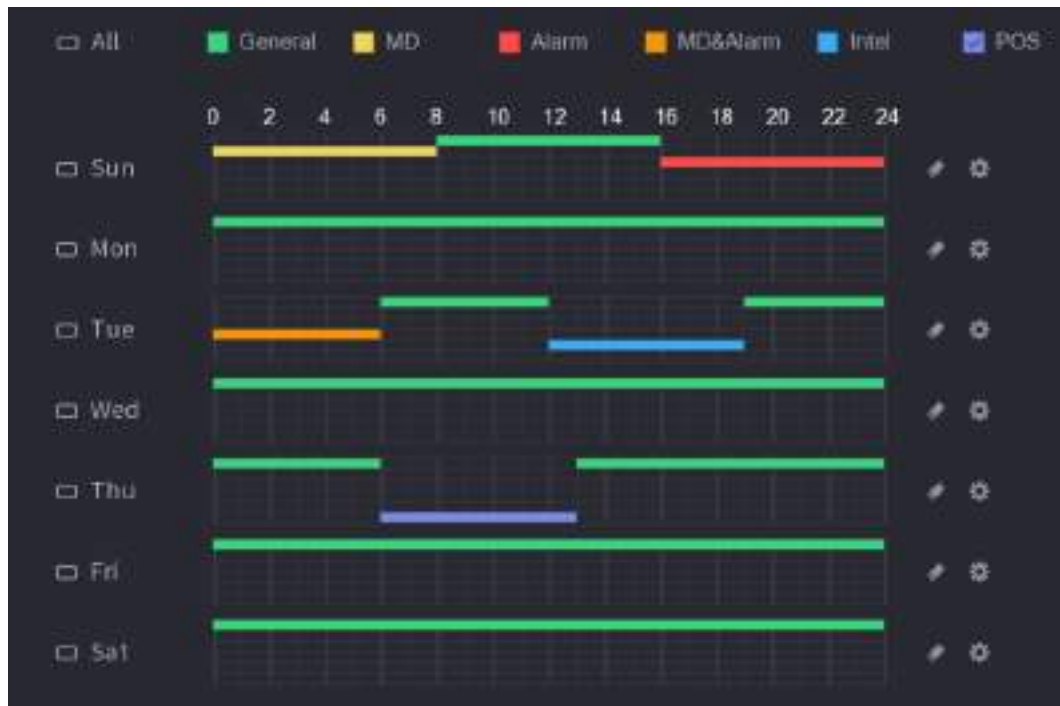 All General MD Alarm MD&Alarm Intel POS
0 2 4 6 8 10 12 14 16 18 20 22 24
Sun
Mon
Tue
Wed
Thu
Fri
Sat